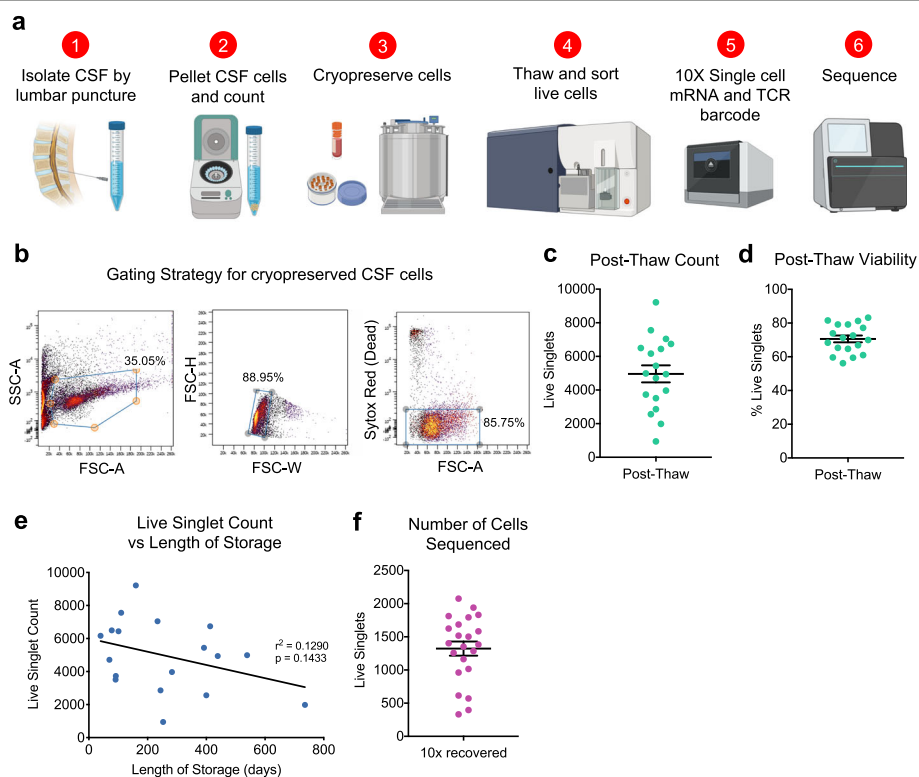 a
1
2
3
4
5
6
Isolate CSF by
lumbar puncture
Pellet CSF cells
and count
Cryopreserve cells
Thaw and sort
live cells
10X Single cell
mRNA and TCR
barcode
Sequence
b
Gating Strategy for cryopreserved CSF cells
SSC-A
35.05%
FSC-A
FSC-H
88.95%
FSC-W
Sytox Red (Dead)
85.75%
FSC-A
c
Post-Thaw Count
Live Singlets
10000
8000
6000
4000
2000
0
Post-Thaw
d
Post-Thaw Viability
% Live Singlets
100
80
60
40
20
0
Post-Thaw
e
Live Singlet Count
vs Length of Storage
Live Singlet Count
10000
8000
6000
4000
2000
0
r² = 0.1290
p = 0.1433
0 200 400 600 800
Length of Storage (days)
f
Number of Cells
Sequenced
Live Singlets
2500
2000
1500
1000
500
0
10x recovered